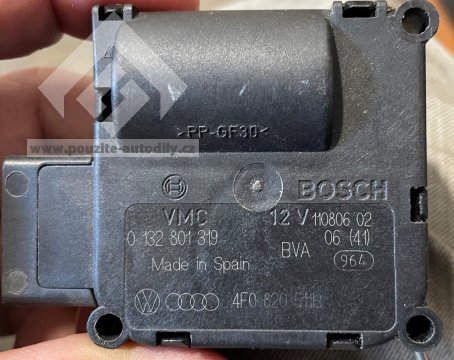 www.pouzite-autodily.cz
>PP-GF30<
BOSCH
VMC 12 V 110806 02
0 132 801 319 06 (41)
BVA 964
Made in Spain
4F0 820 511B